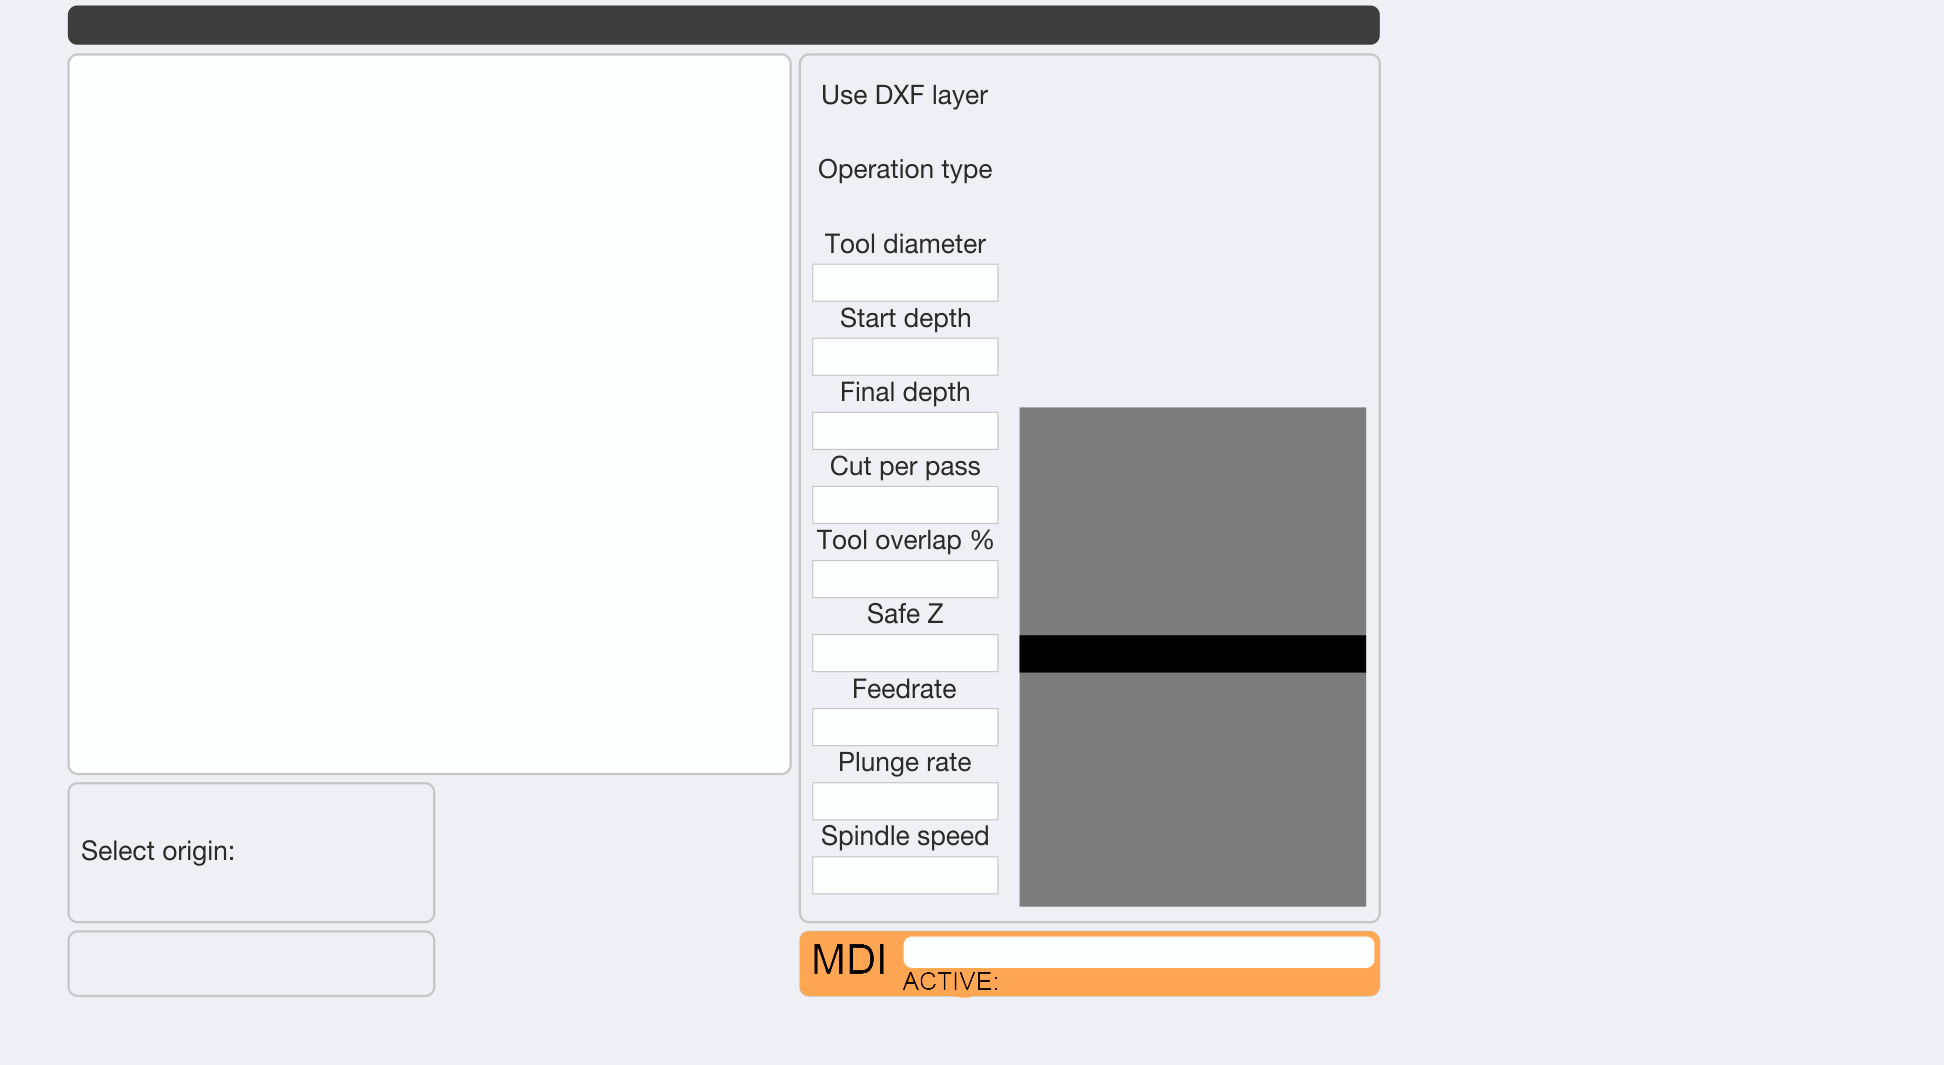 Use DXF layer
Operation type
Tool diameter
Start depth
Final depth
Cut per pass
Tool overlap %
Safe Z
Feedrate
Plunge rate
Spindle speed
Select origin:
MDI
ACTIVE: